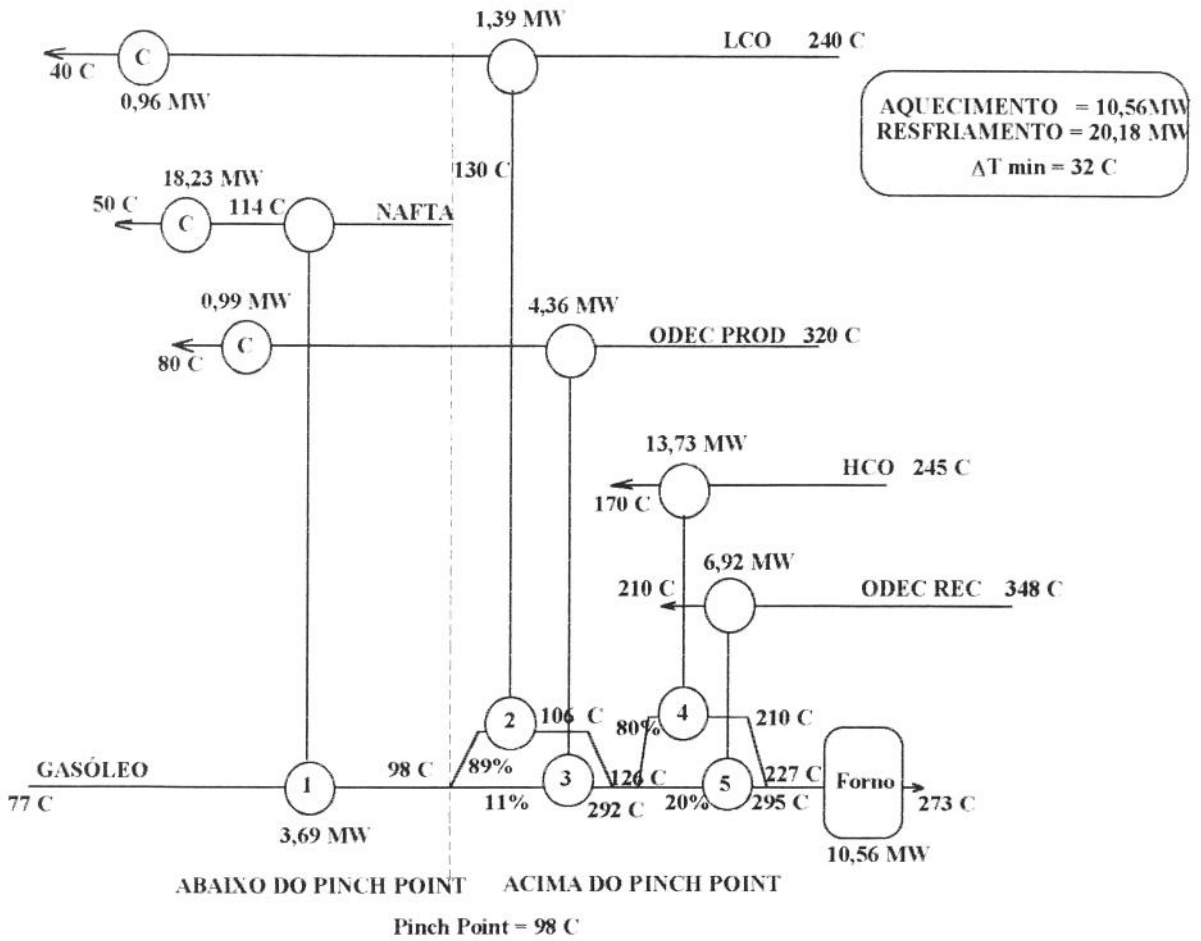 1,39 MW
LCO 240 C
C
40 C
0,96 MW
AQUECIMENTO = 10,56MW
RESFRIAMENTO = 20,18 MW
ΔT min = 32 C
130 C
18,23 MW
50 C
C
114 C
NAFTA
0,99 MW
4,36 MW
ODEC PROD 320 C
C
80 C
13,73 MW
HCO 245 C
170 C
6,92 MW
210 C
ODEC REC 348 C
2
106 C
80%
4
210 C
GASÓLEO
98 C
89%
126 C
227 C
77 C
1
11%
3
292 C
20%
5
295 C
Forno
273 C
3,69 MW
10,56 MW
ABAIXO DO PINCH POINT
ACIMA DO PINCH POINT
Pinch Point = 98 C